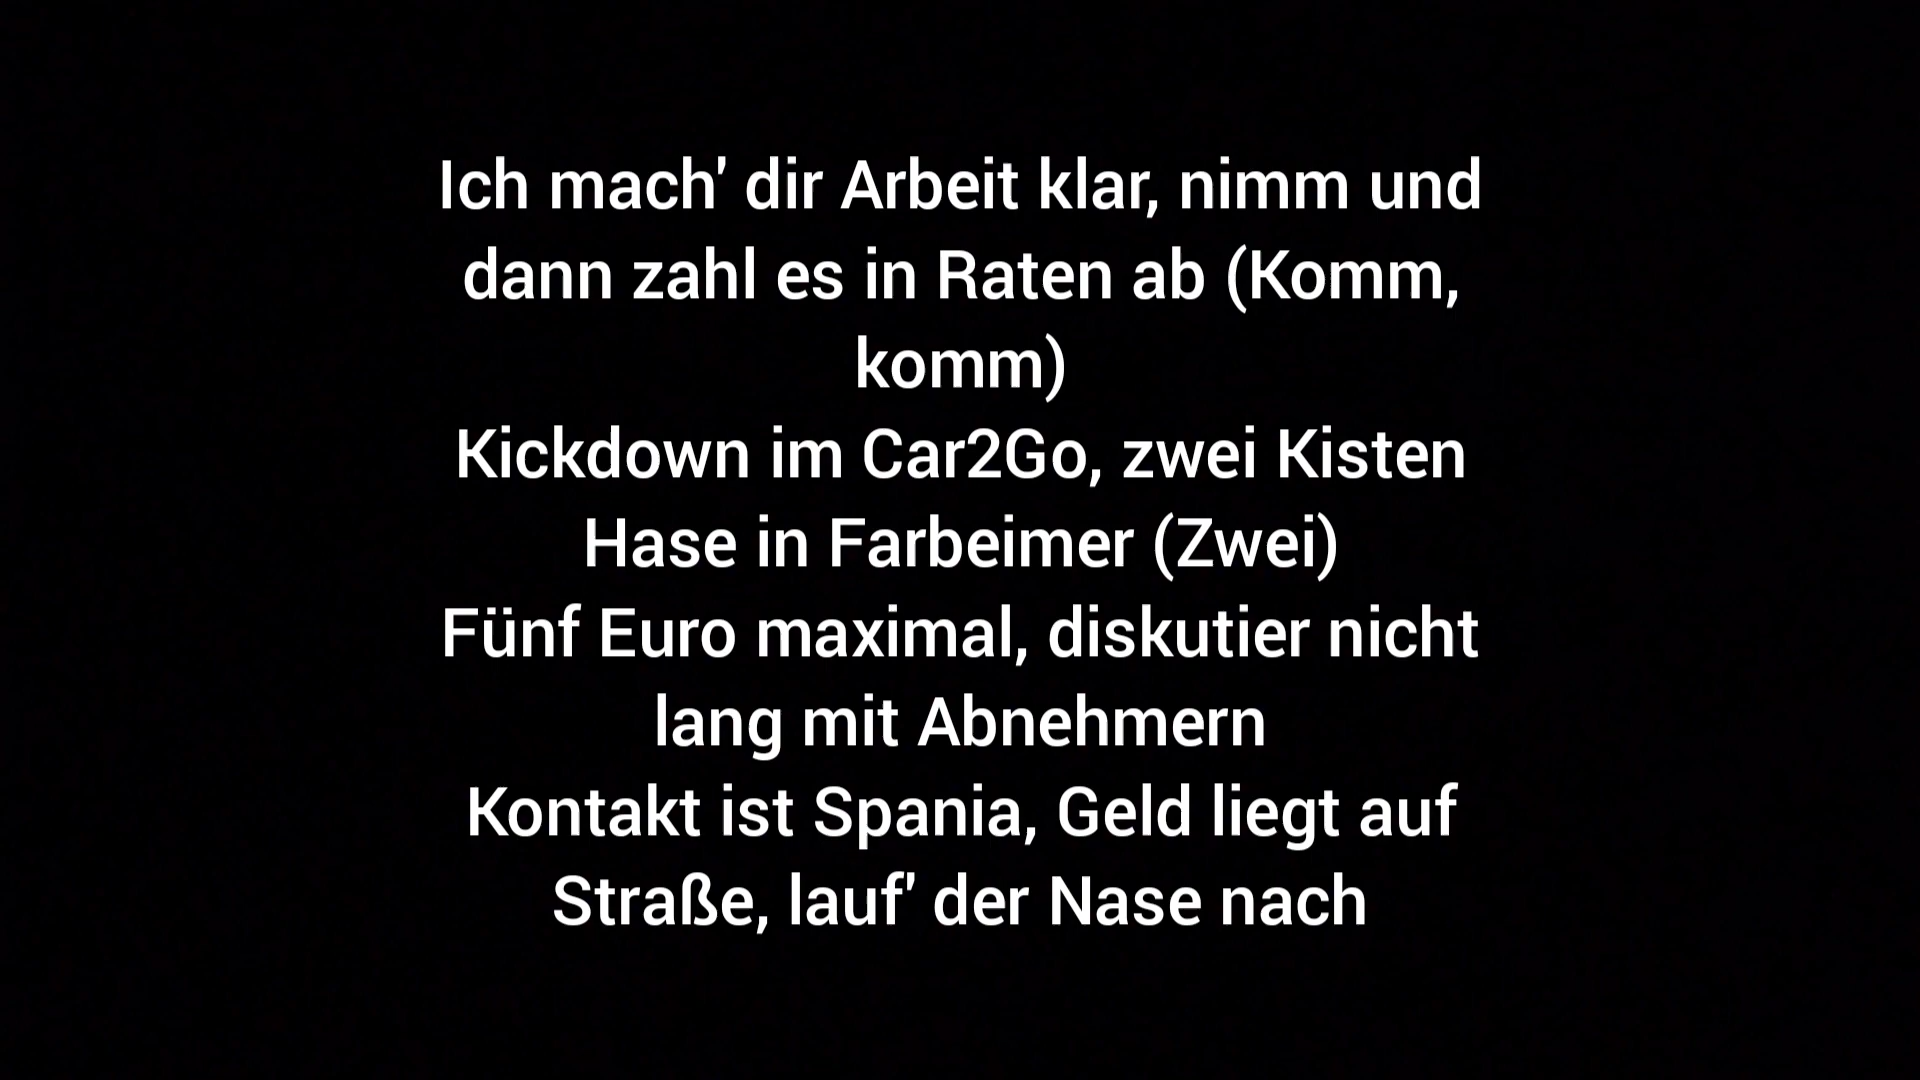 Ich mach' dir Arbeit klar, nimm und
dann zahl es in Raten ab (Komm,
komm)
Kickdown im Car2Go, zwei Kisten
Hase in Farbeimer (Zwei)
Fünf Euro maximal, diskutier nicht
lang mit Abnehmern
Kontakt ist Spania, Geld liegt auf
Straße, lauf' der Nase nach